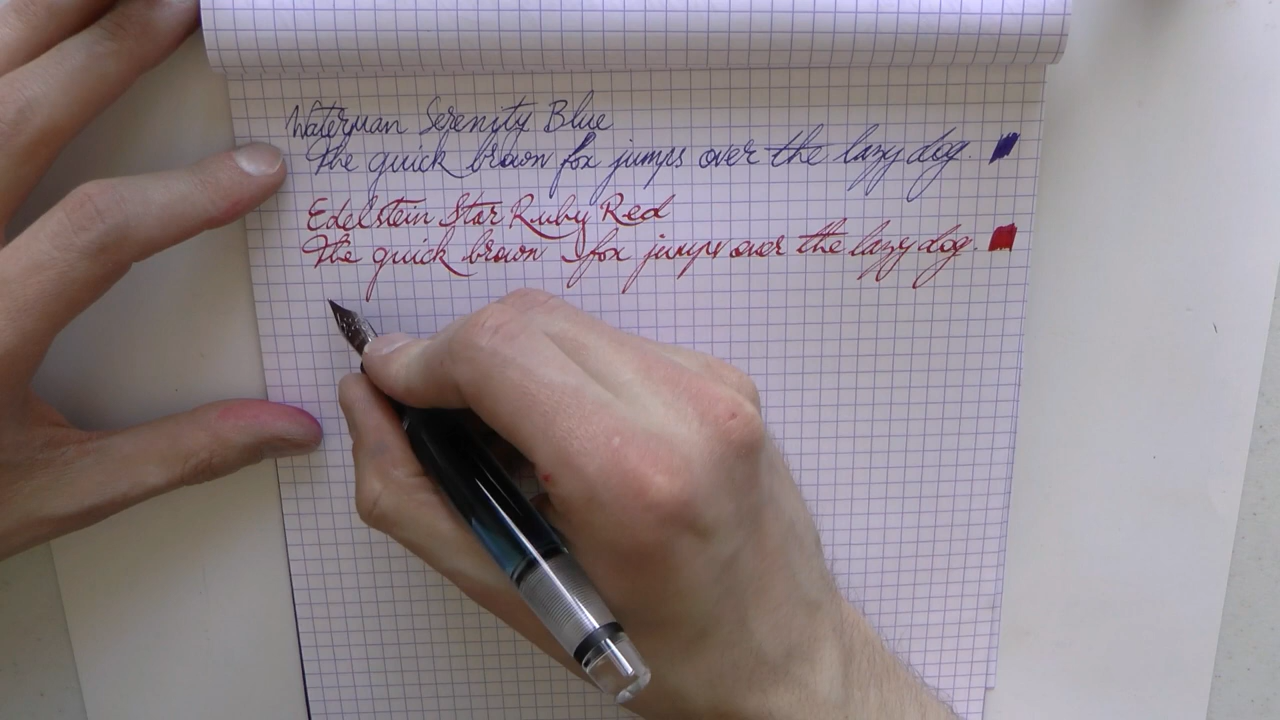 Waterman Serenity Blue
The quick brown fox jumps over the lazy dog.
Edelstein Star Ruby Red
The quick brown fox jumps over the lazy dog.